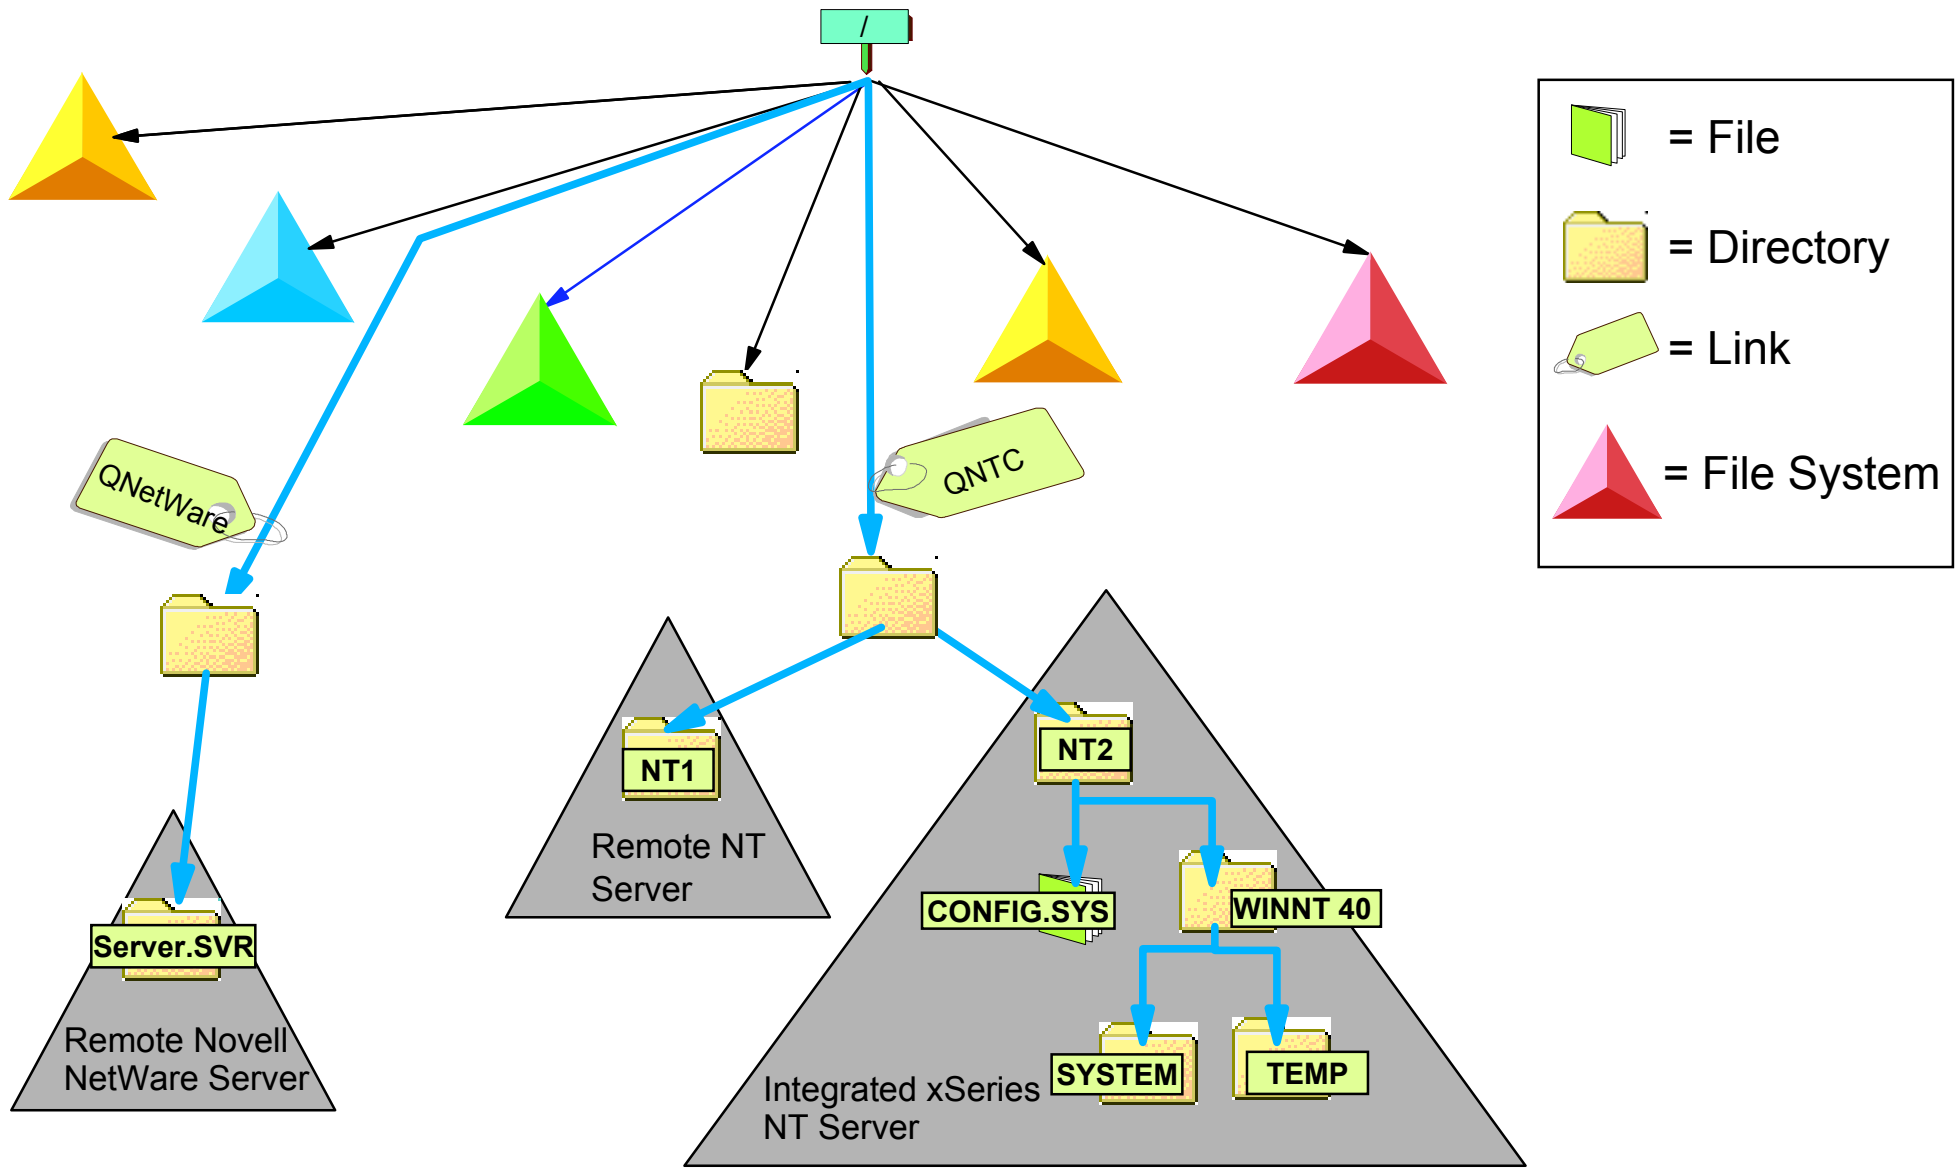 /
= File
= Directory
= Link
= File System
QNetWare
QNTC
NT1
NT2
Remote NT
Server
CONFIG.SYS
WINNT 40
Server.SVR
Remote Novell
NetWare Server
SYSTEM
TEMP
Integrated xSeries
NT Server